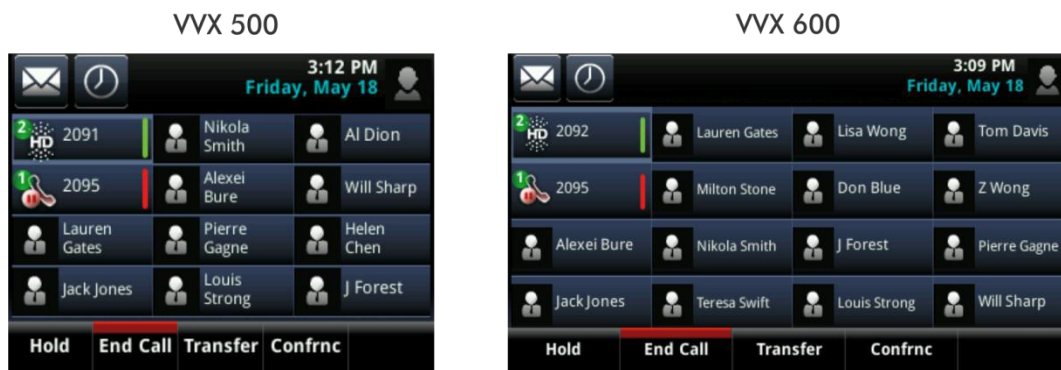 VVX 500
3:12 PM
Friday, May 18
2 HD 2091
Nikola
Smith
Al Dion
1 2095
Alexei
Bure
Will Sharp
Lauren
Gates
Pierre
Gagne
Helen
Chen
Jack Jones
Louis
Strong
J Forest
Hold End Call Transfer Confrnc
VVX 600
3:09 PM
Friday, May 18
2 HD 2092 Lauren Gates Lisa Wong Tom Davis
1 2095 Milton Stone Don Blue Z Wong
Alexei Bure Nikola Smith J Forest Pierre Gagne
Jack Jones Teresa Swift Louis Strong Will Sharp
Hold End Call Transfer Confrnc